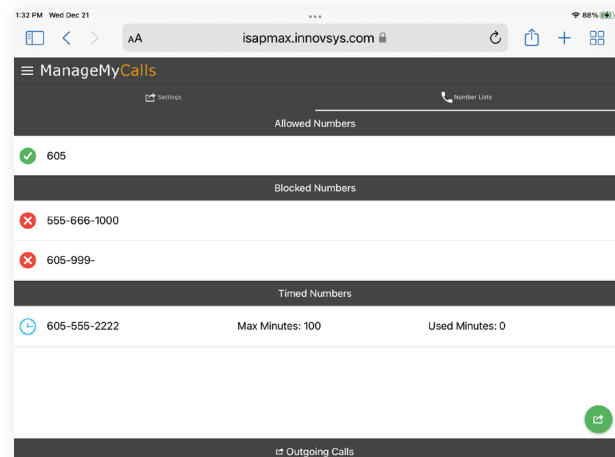 1:32 PM Wed Dec 21
88%
AA isapmax.innovsys.com
ManageMyCalls
Settings Number Lists
Allowed Numbers
605
Blocked Numbers
555-666-1000
605-999-
Timed Numbers
605-555-2222 Max Minutes: 100 Used Minutes: 0
Outgoing Calls